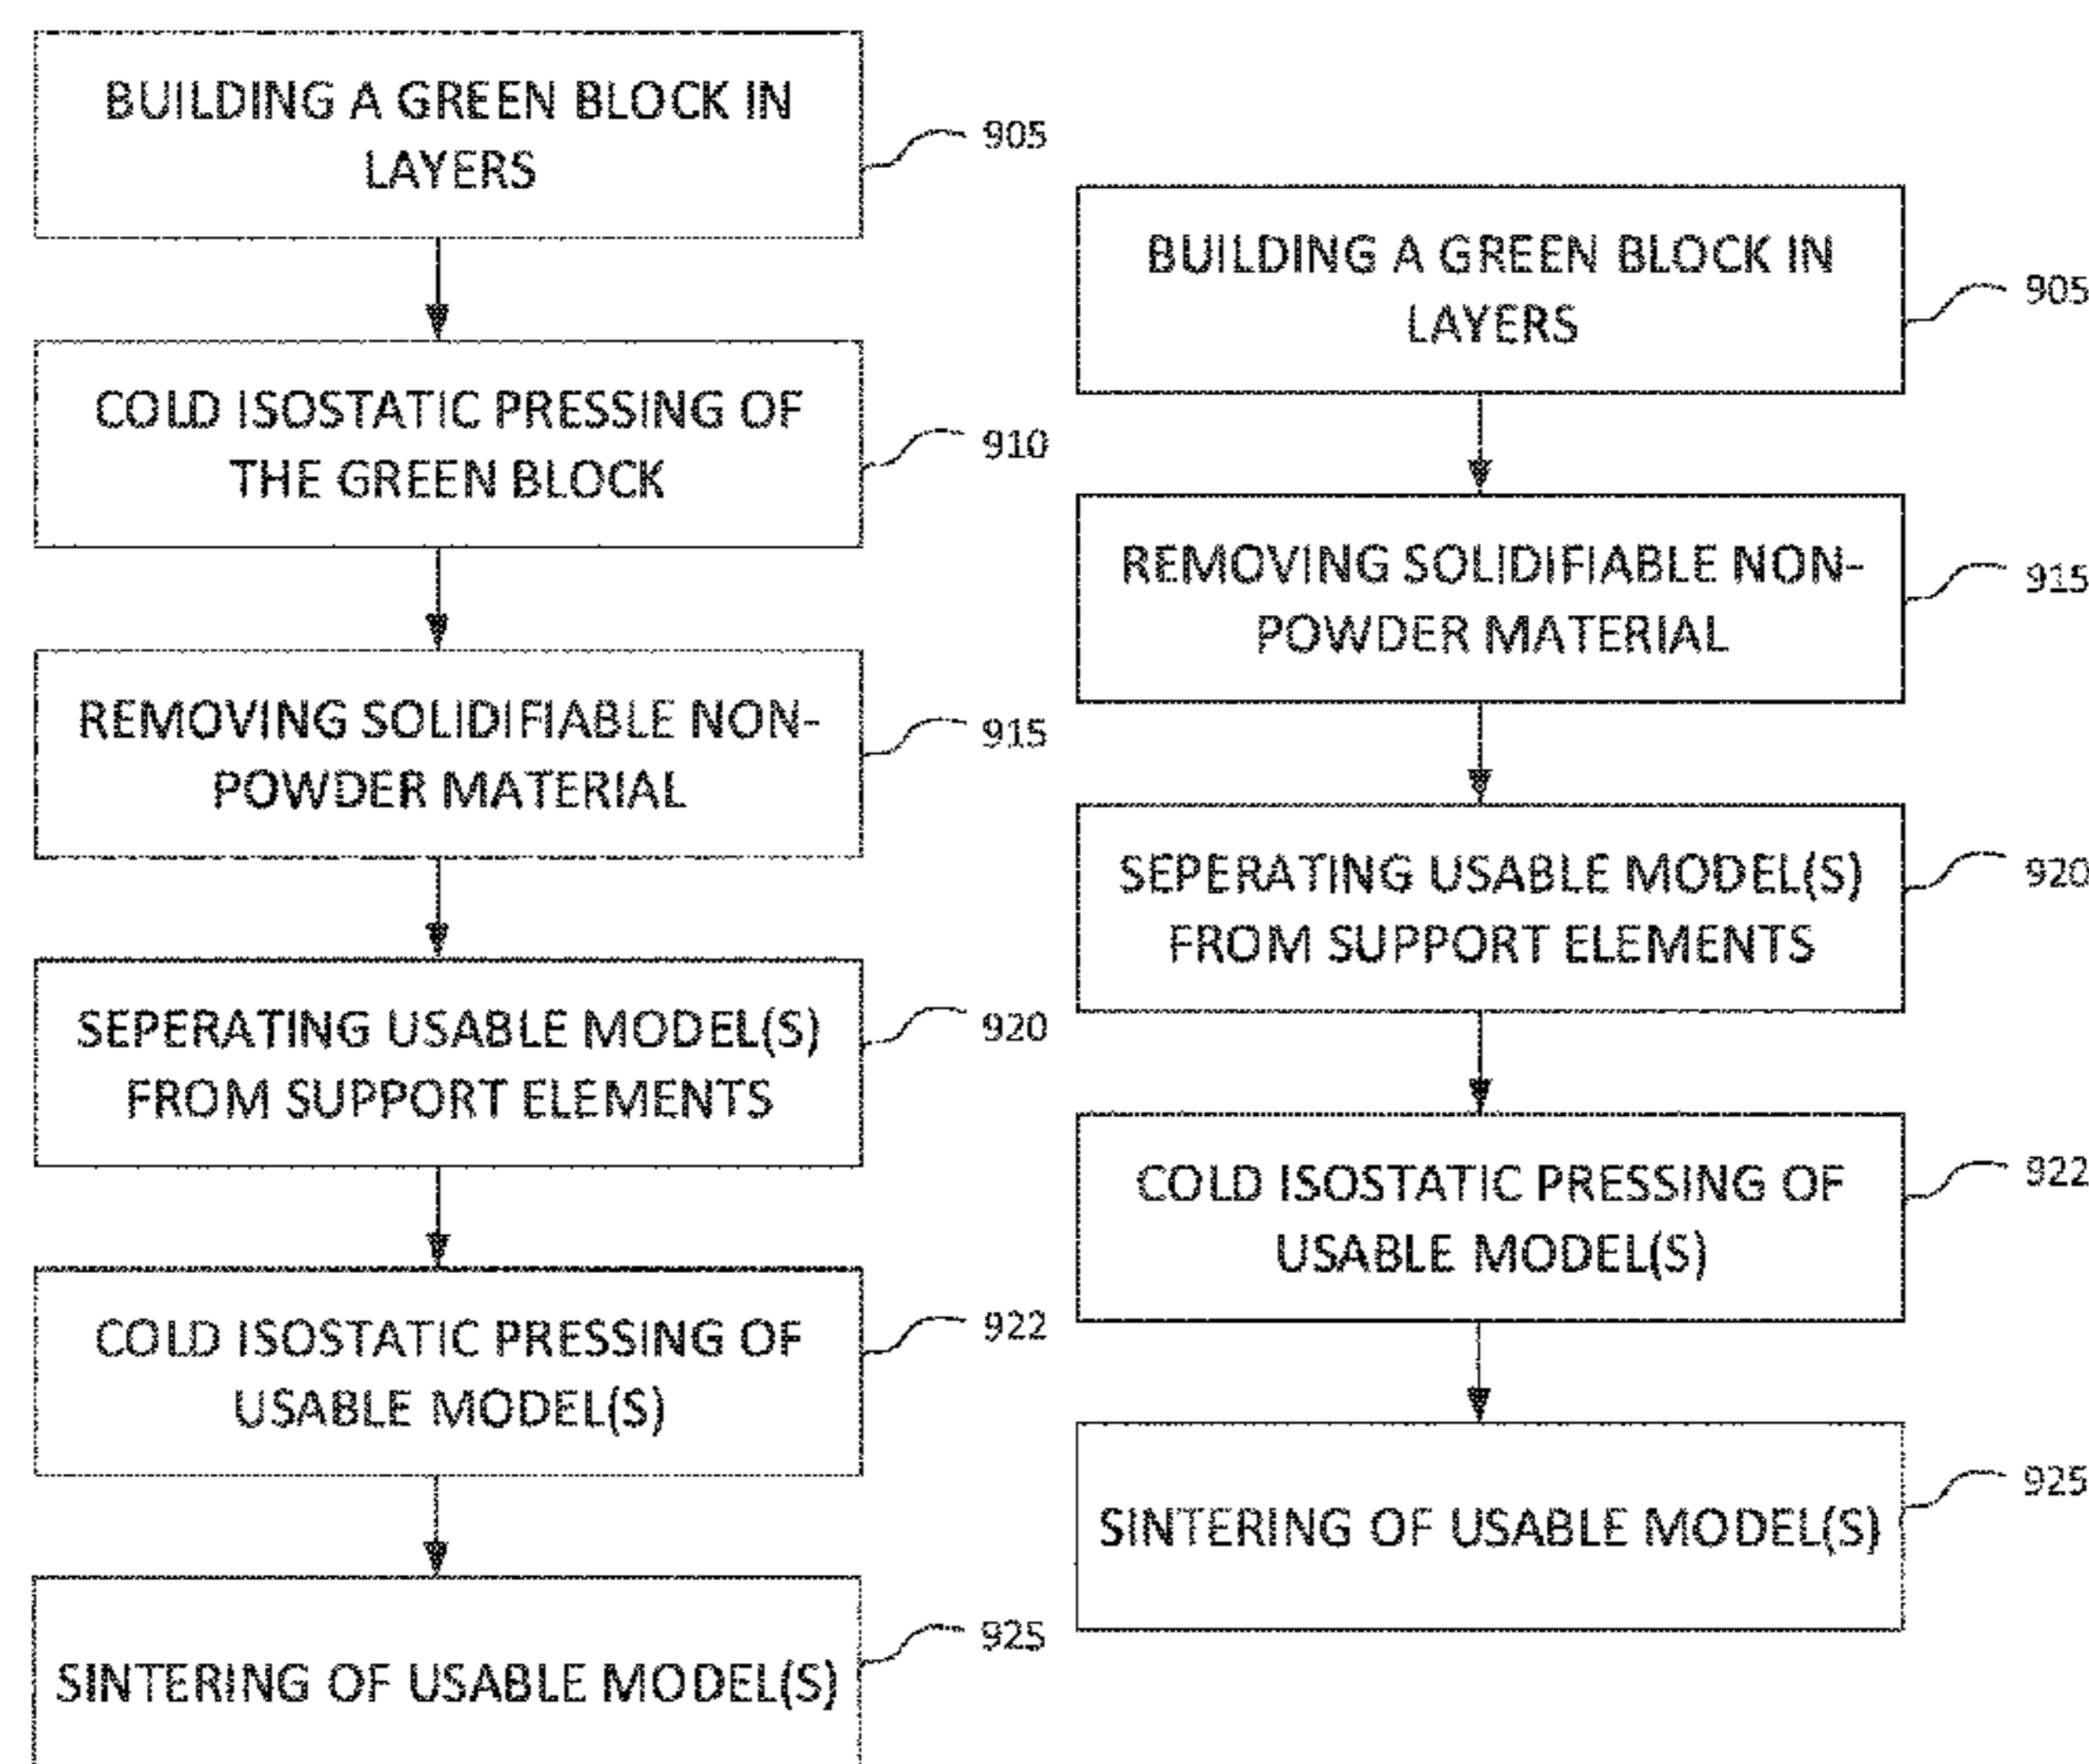 BUILDING A GREEN BLOCK IN
LAYERS
905
COLD ISOSTATIC PRESSING OF
THE GREEN BLOCK
910
REMOVING SOLIDIFIABLE NON-
POWDER MATERIAL
915
SEPERATING USABLE MODEL(S)
FROM SUPPORT ELEMENTS
920
COLD ISOSTATIC PRESSING OF
USABLE MODEL(S)
922
SINTERING OF USABLE MODEL(S)
925
BUILDING A GREEN BLOCK IN
LAYERS
905
REMOVING SOLIDIFIABLE NON-
POWDER MATERIAL
915
SEPERATING USABLE MODEL(S)
FROM SUPPORT ELEMENTS
920
COLD ISOSTATIC PRESSING OF
USABLE MODEL(S)
922
SINTERING OF USABLE MODEL(S)
925